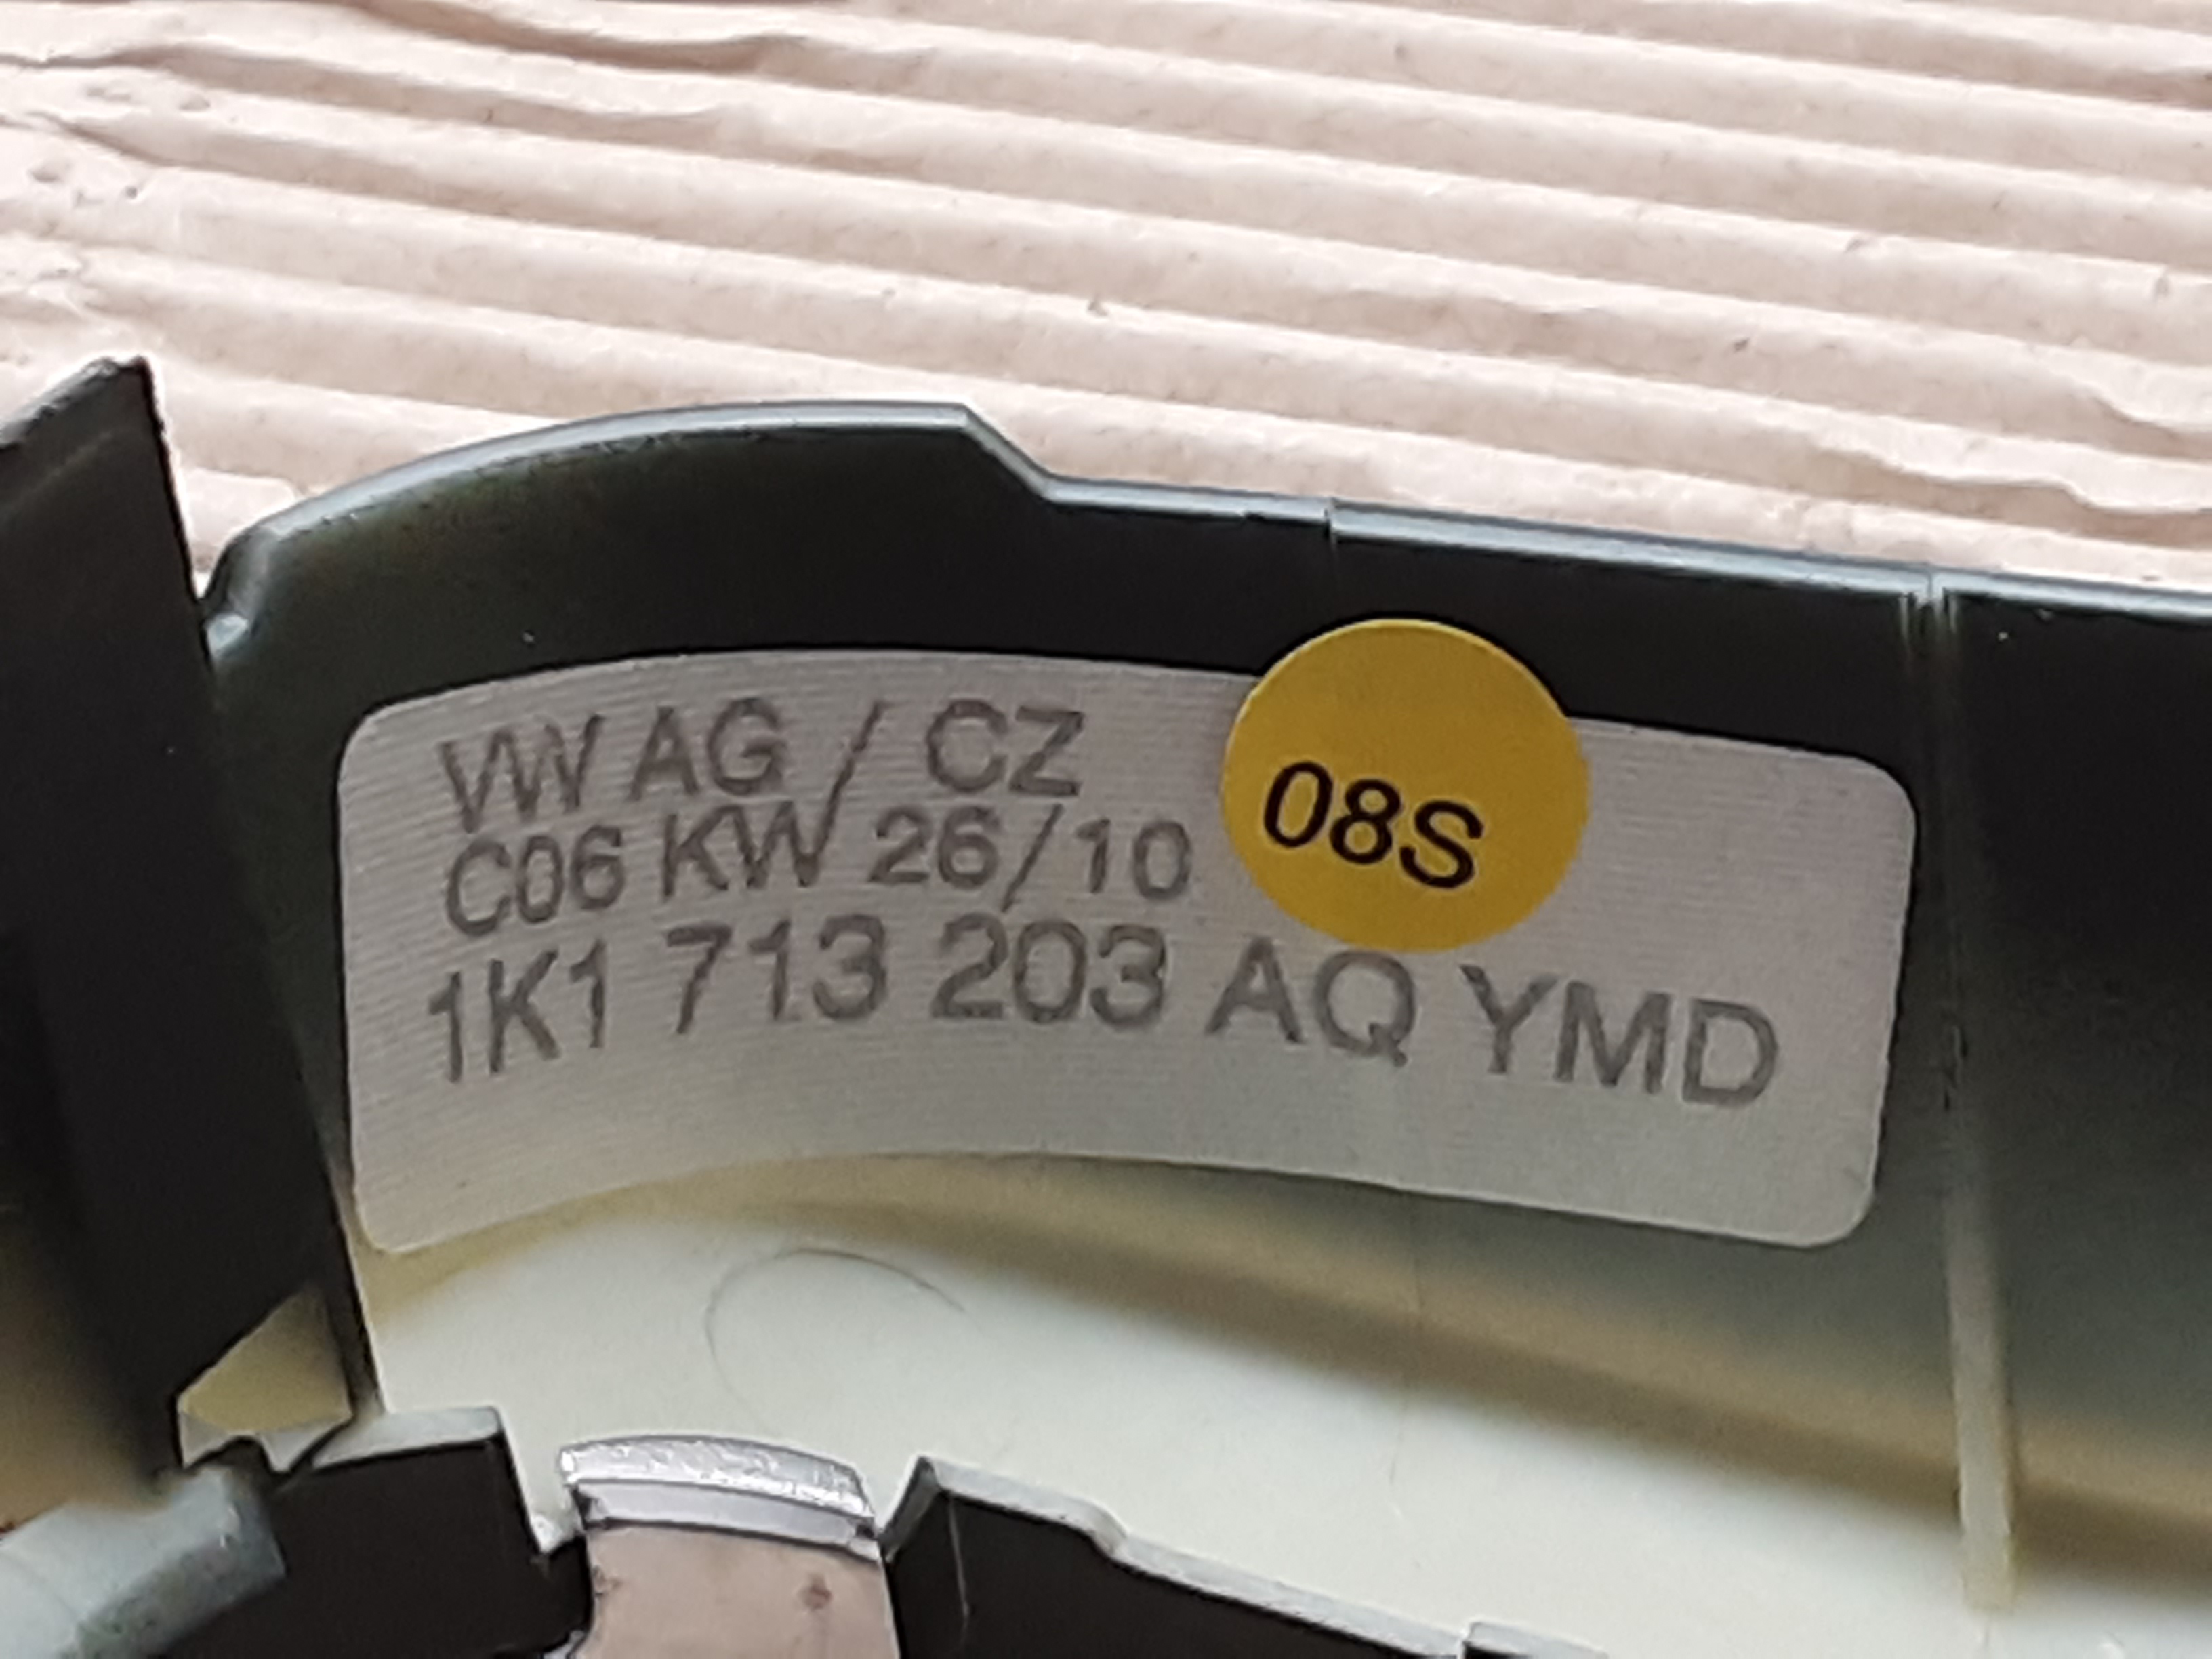 VW AG / CZ
C06 KW 26/10
08S
1K1 713 203 AQ YMD